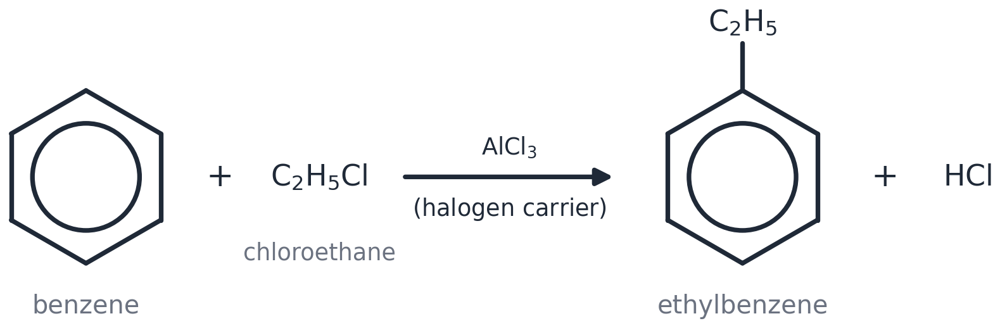 C₂H₅
+ C₂H₅Cl AlCl₃ + HCl
(halogen carrier)
chloroethane
benzene ethylbenzene